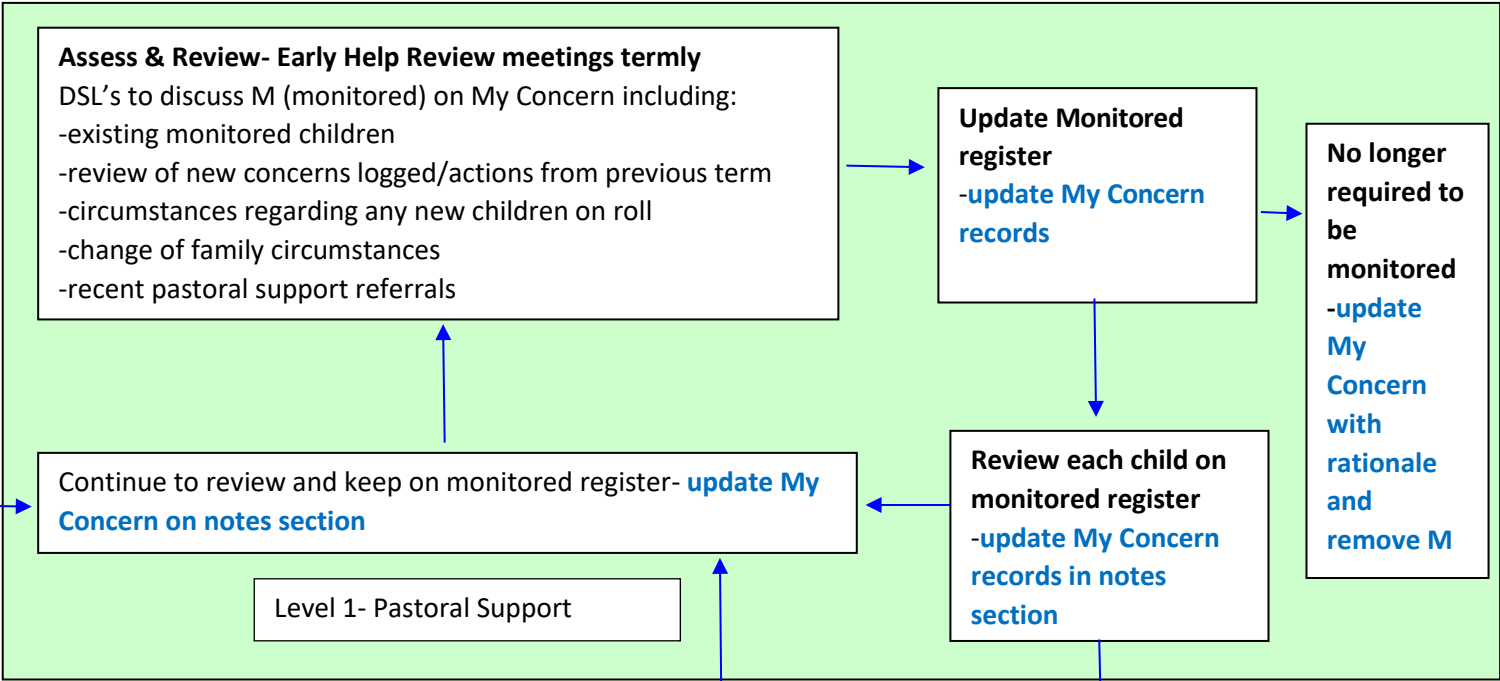 Assess & Review- Early Help Review meetings termly
DSL's to discuss M (monitored) on My Concern including:
-existing monitored children
-review of new concerns logged/actions from previous term
-circumstances regarding any new children on roll
-change of family circumstances
-recent pastoral support referrals
Update Monitored
register
-update My Concern
records
No longer
required to
be
monitored
-update
My
Concern
with
rationale
and
remove M
Continue to review and keep on monitored register- update My
Concern on notes section
Review each child on
monitored register
-update My Concern
records in notes
section
Level 1- Pastoral Support